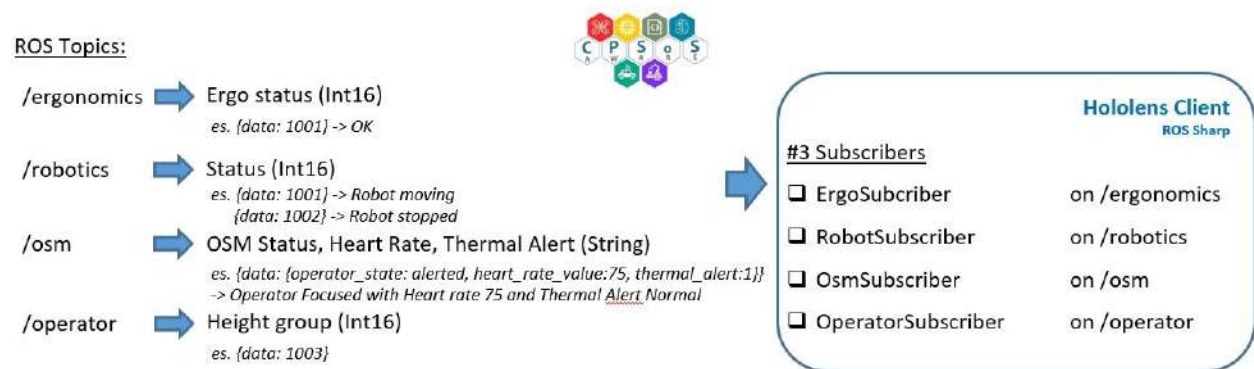 C P S o S
A W A R E
ROS Topics:
/ergonomics
Ergo status (Int16)
es. {data: 1001} -> OK
/robotics
Status (Int16)
es. {data: 1001} -> Robot moving
{data: 1002} -> Robot stopped
/osm
OSM Status, Heart Rate, Thermal Alert (String)
es. {data: {operator_state: alerted, heart_rate_value:75, thermal_alert:1}}
-> Operator Focused with Heart rate 75 and Thermal Alert Normal
/operator
Height group (Int16)
es. {data: 1003}
Hololens Client
ROS Sharp
#3 Subscribers
ErgoSubcriber on /ergonomics
RobotSubscriber on /robotics
OsmSubscriber on /osm
OperatorSubscriber on /operator